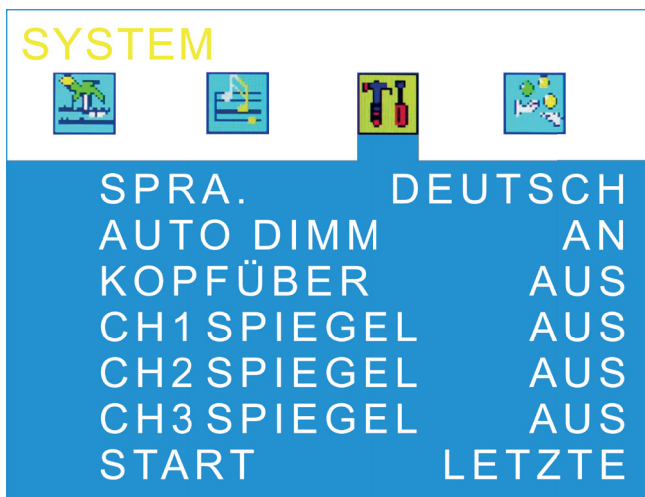 SYSTEM
SPRA. DEUTSCH
AUTO DIMM AN
KOPFÜBER AUS
CH1 SPIEGEL AUS
CH2 SPIEGEL AUS
CH3 SPIEGEL AUS
START LETZTE